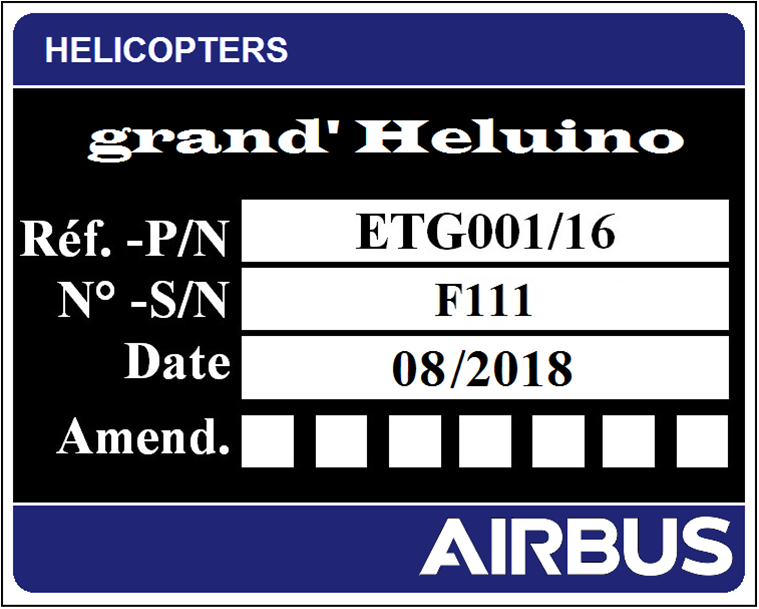 HELICOPTERS
grand' Heluino
Réf. -P/N ETG001/16
N° -S/N F111
Date 08/2018
Amend.
AIRBUS